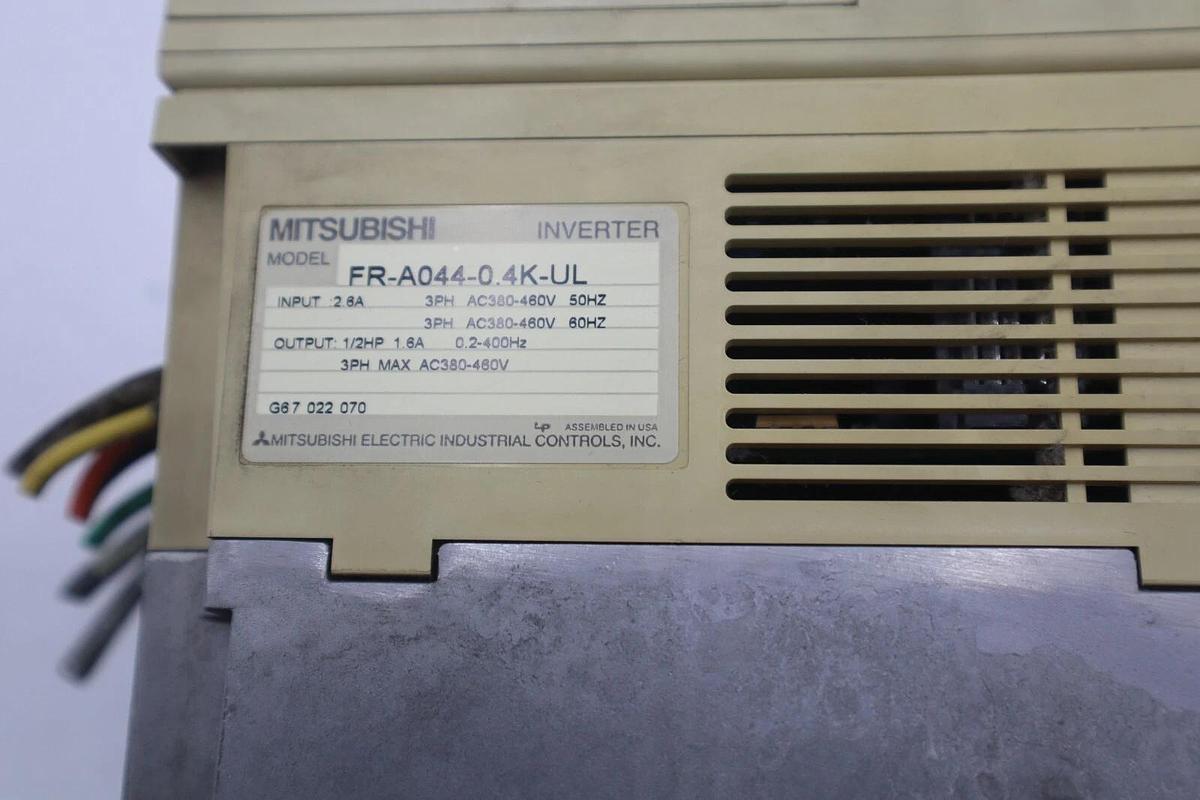 MITSUBISHI INVERTER
MODEL FR-A044-0.4K-UL
INPUT :2.6A 3PH AC380-460V 50HZ
3PH AC380-460V 60HZ
OUTPUT: 1/2HP 1.6A 0.2-400Hz
3PH MAX AC380-460V
G67 022 070
LP ASSEMBLED IN USA
MITSUBISHI ELECTRIC INDUSTRIAL CONTROLS, INC.